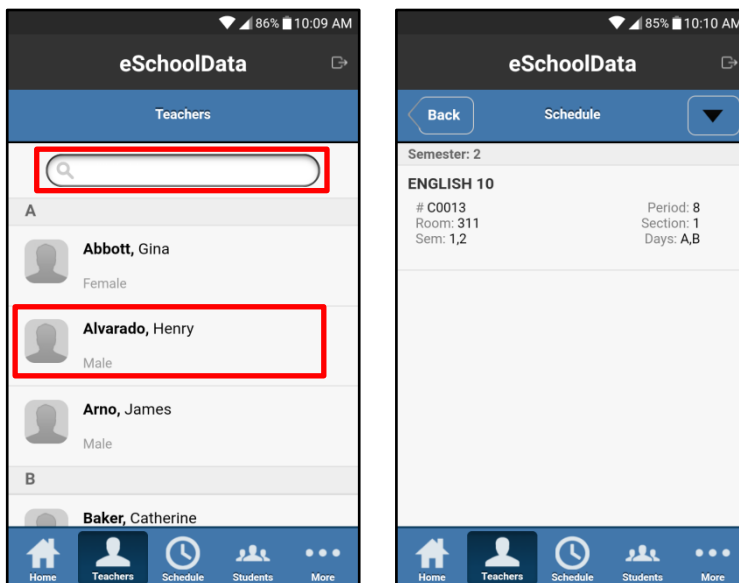 86% 10:09 AM
eSchoolData
Teachers
A
Abbott, Gina
Female
Alvarado, Henry
Male
Arno, James
Male
B
Baker, Catherine
Home Teachers Schedule Students More
85% 10:10 AM
eSchoolData
Back Schedule
Semester: 2
ENGLISH 10
# C0013 Period: 8
Room: 311 Section: 1
Sem: 1,2 Days: A,B
Home Teachers Schedule Students More